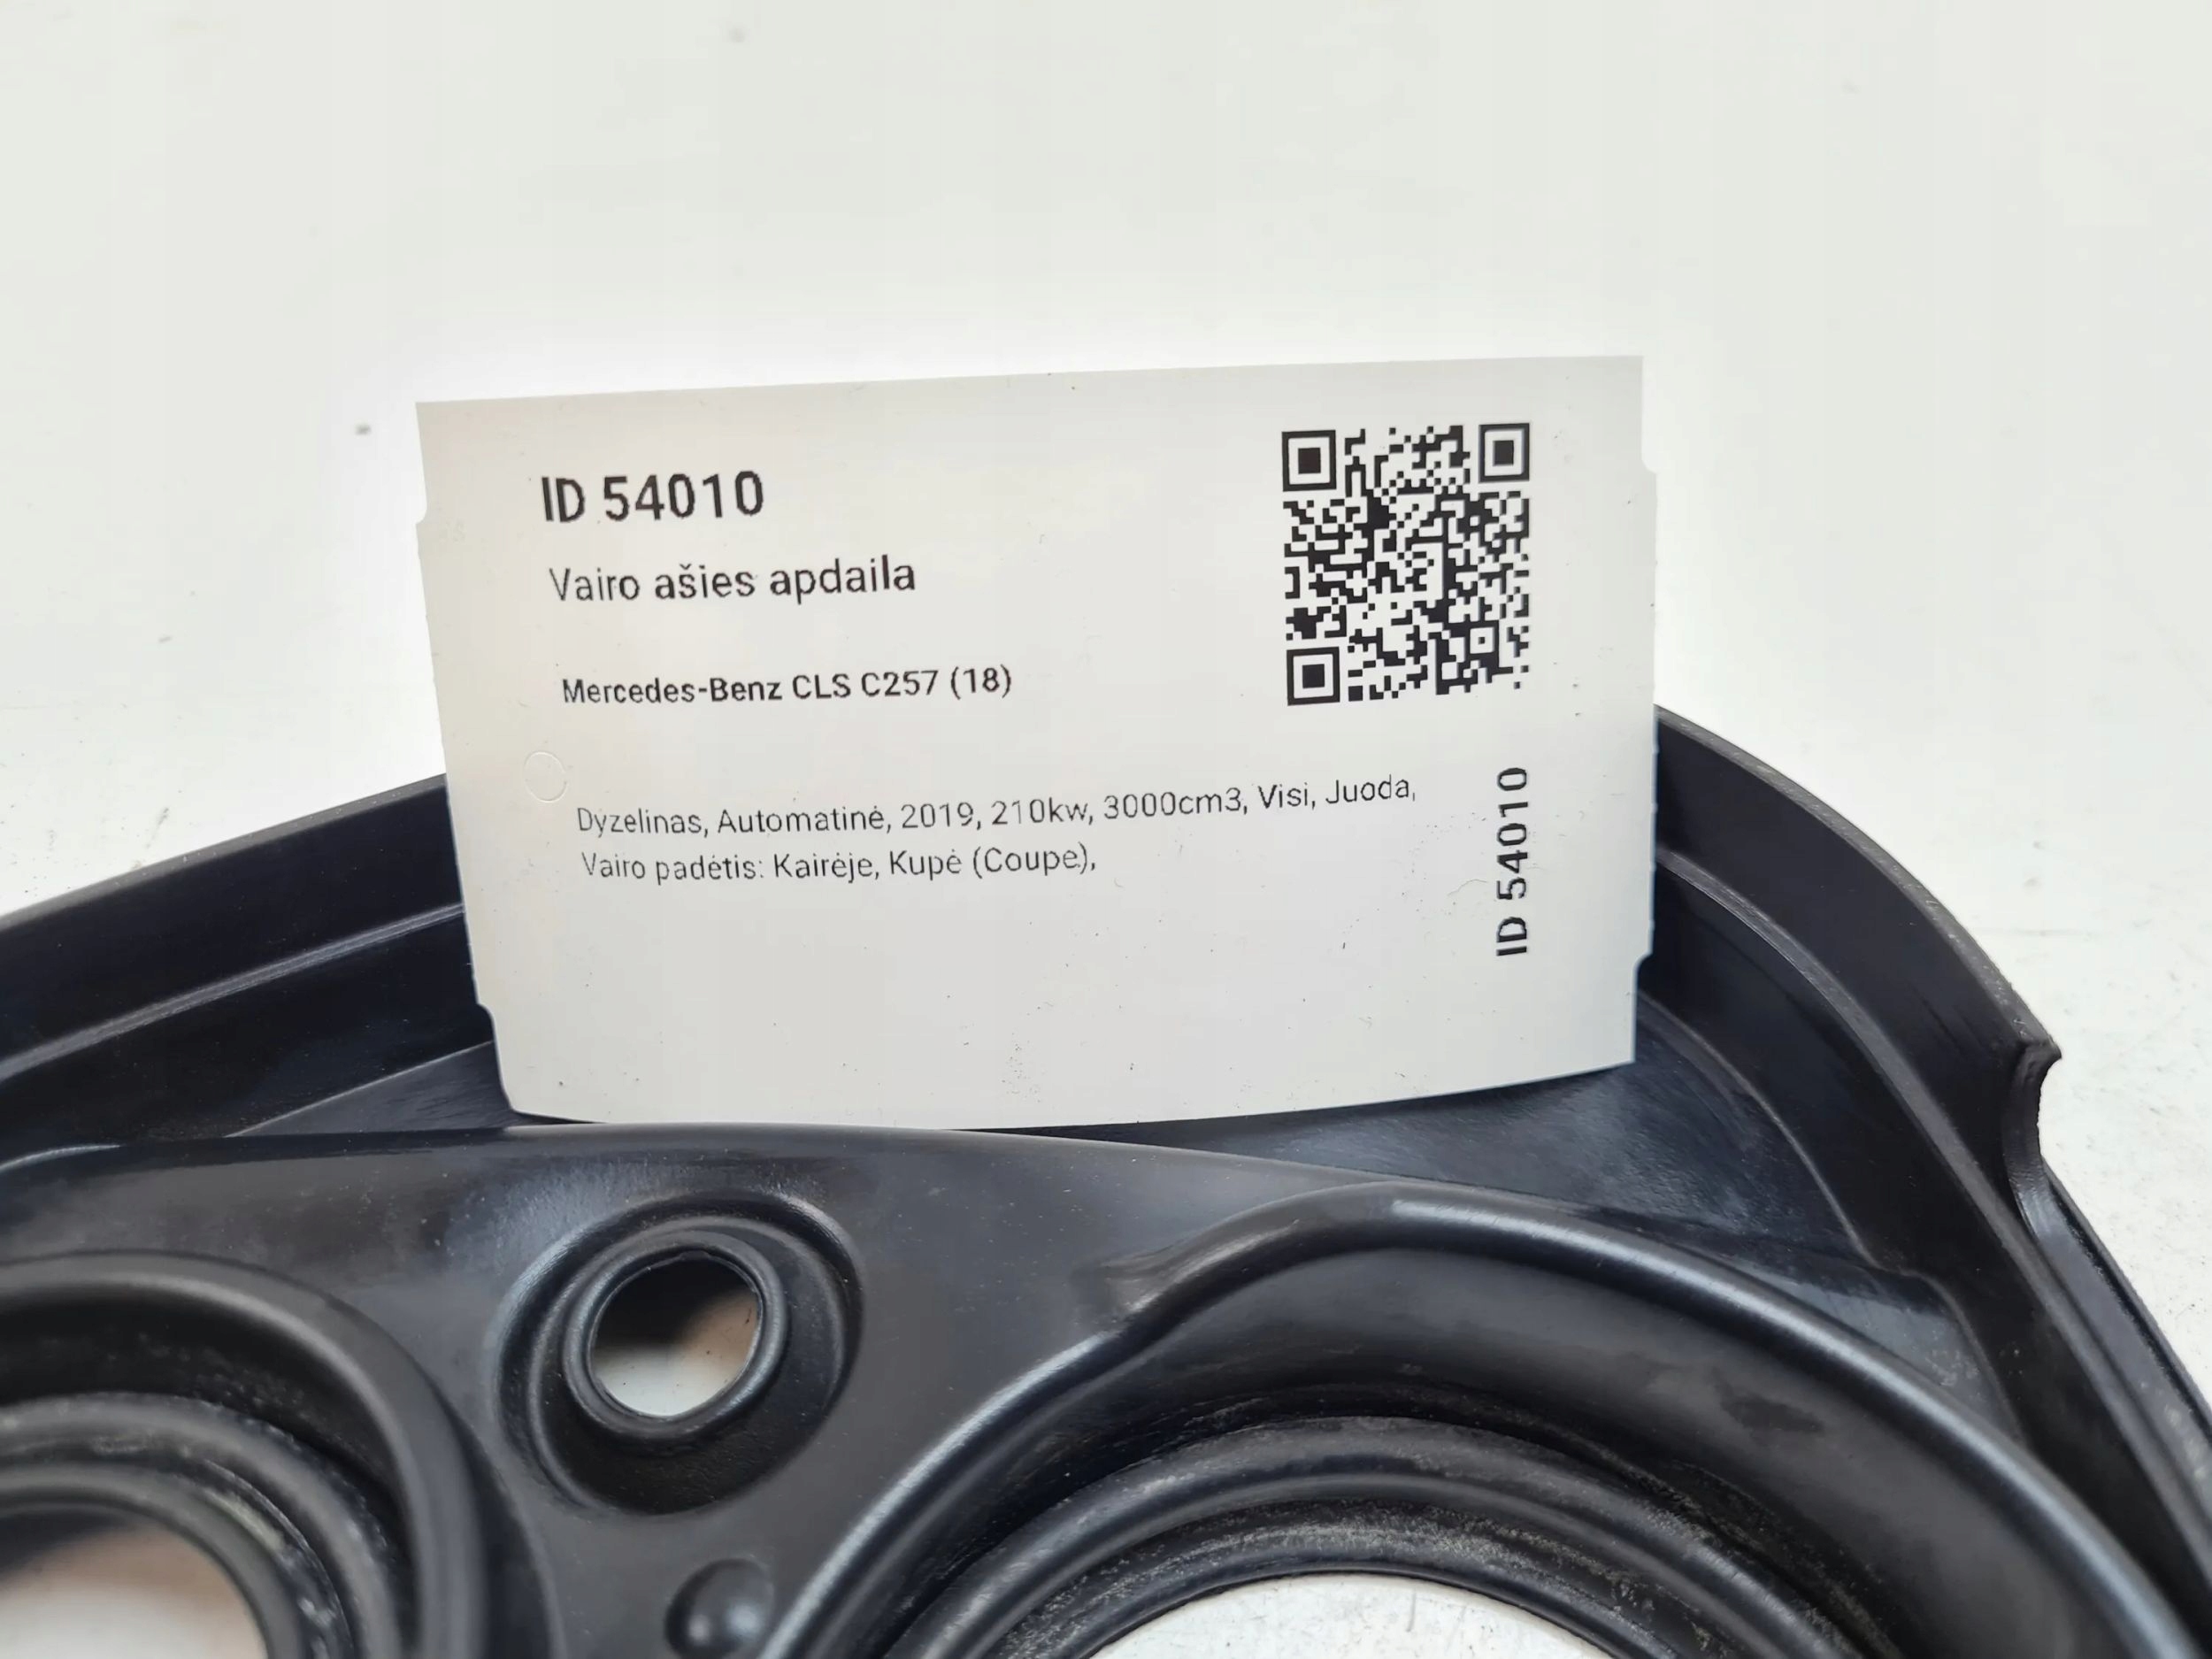 ID 54010
Vairo ašies apdaila
Mercedes-Benz CLS C257 (18)
Dyzelinas, Automatinė, 2019, 210kw, 3000cm3, Visi, Juoda,
Vairo padėtis: Kairėje, Kupė (Coupe),
ID 54010